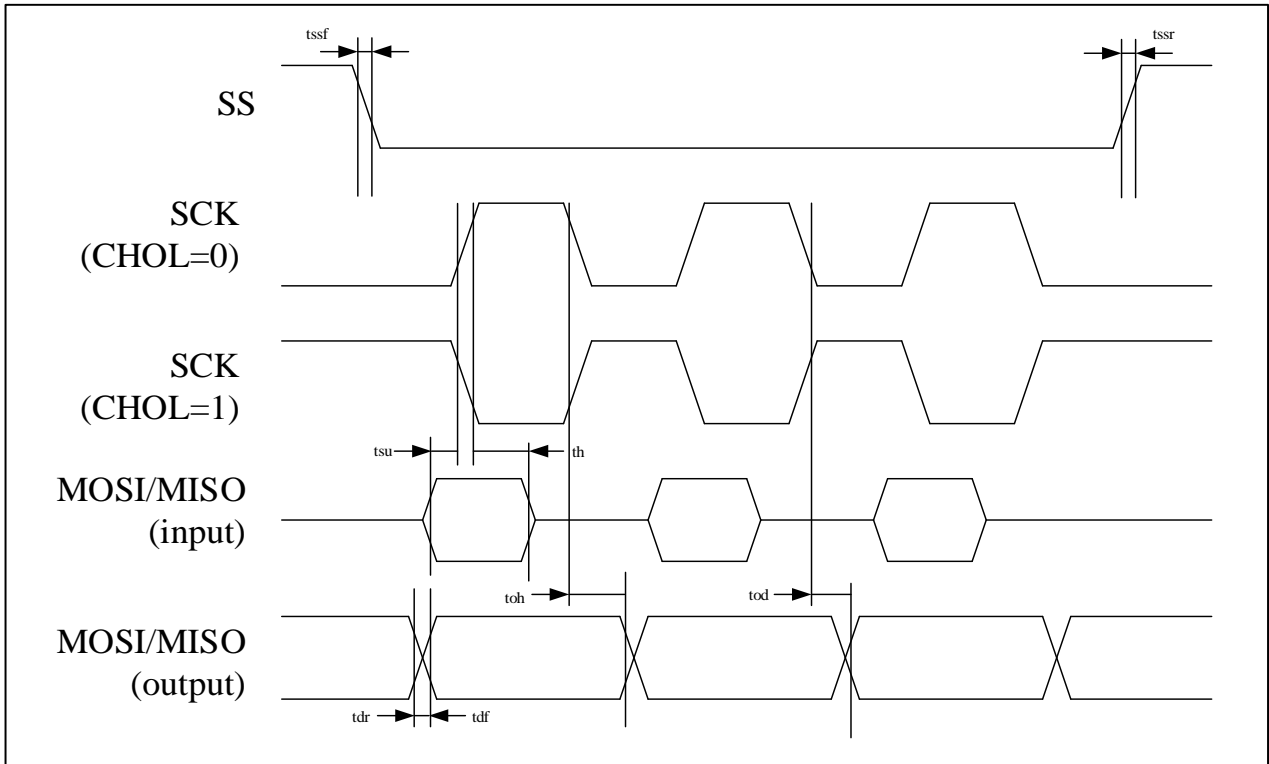 tssf
tssr
SS
SCK
(CHOL=0)
SCK
(CHOL=1)
tsu
th
MOSI/MISO
(input)
toh
tod
MOSI/MISO
(output)
tdr
tdf